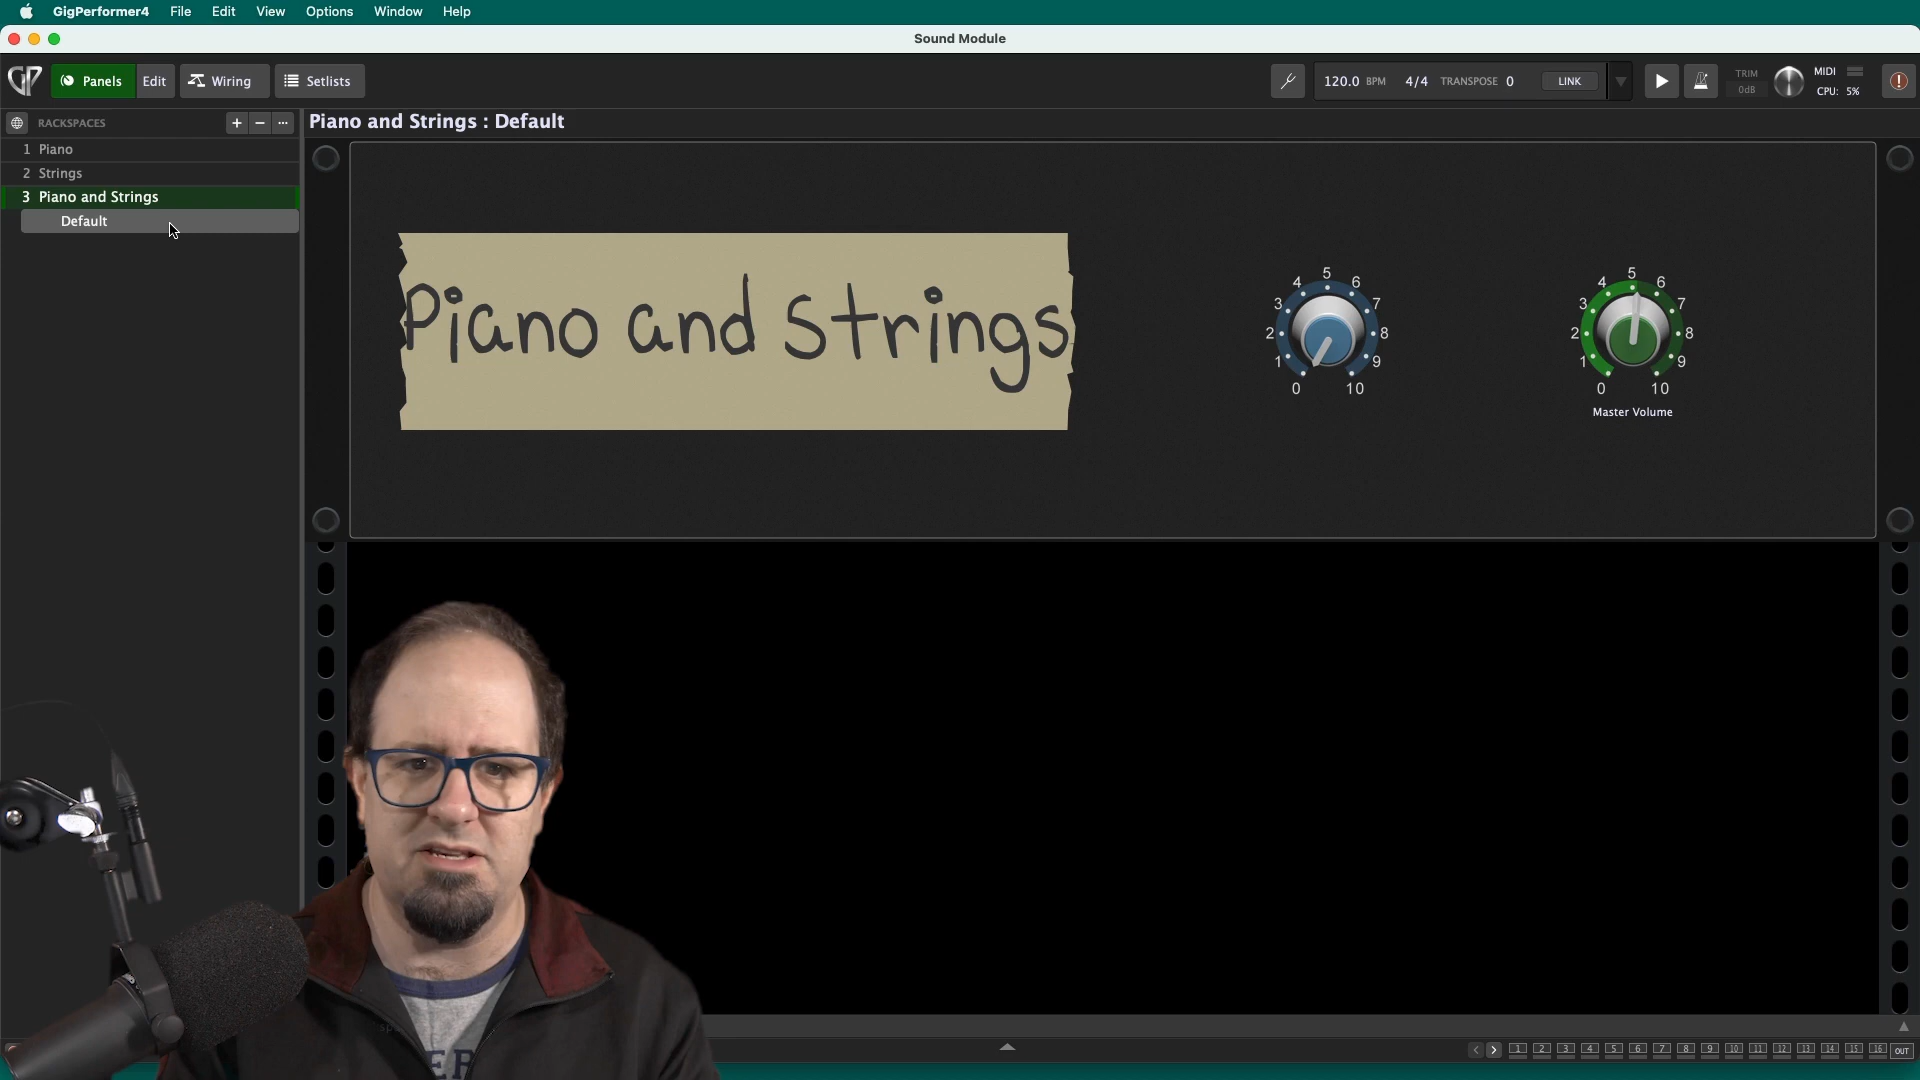 GigPerformer4 File Edit View Options Window Help
Sound Module
GP Panels Edit Wiring Setlists
120.0 BPM 4/4 TRANSPOSE 0 LINK
TRIM
0dB
MIDI
CPU: 5%
RACKSPACES + − ...
Piano and Strings : Default
1 Piano
2 Strings
3 Piano and Strings
Default
Piano and Strings
0 1 2 3 4 5 6 7 8 9 10
0 1 2 3 4 5 6 7 8 9 10
Master Volume
1 2 3 4 5 6 7 8 9 10 11 12 13 14 15 16 OUT